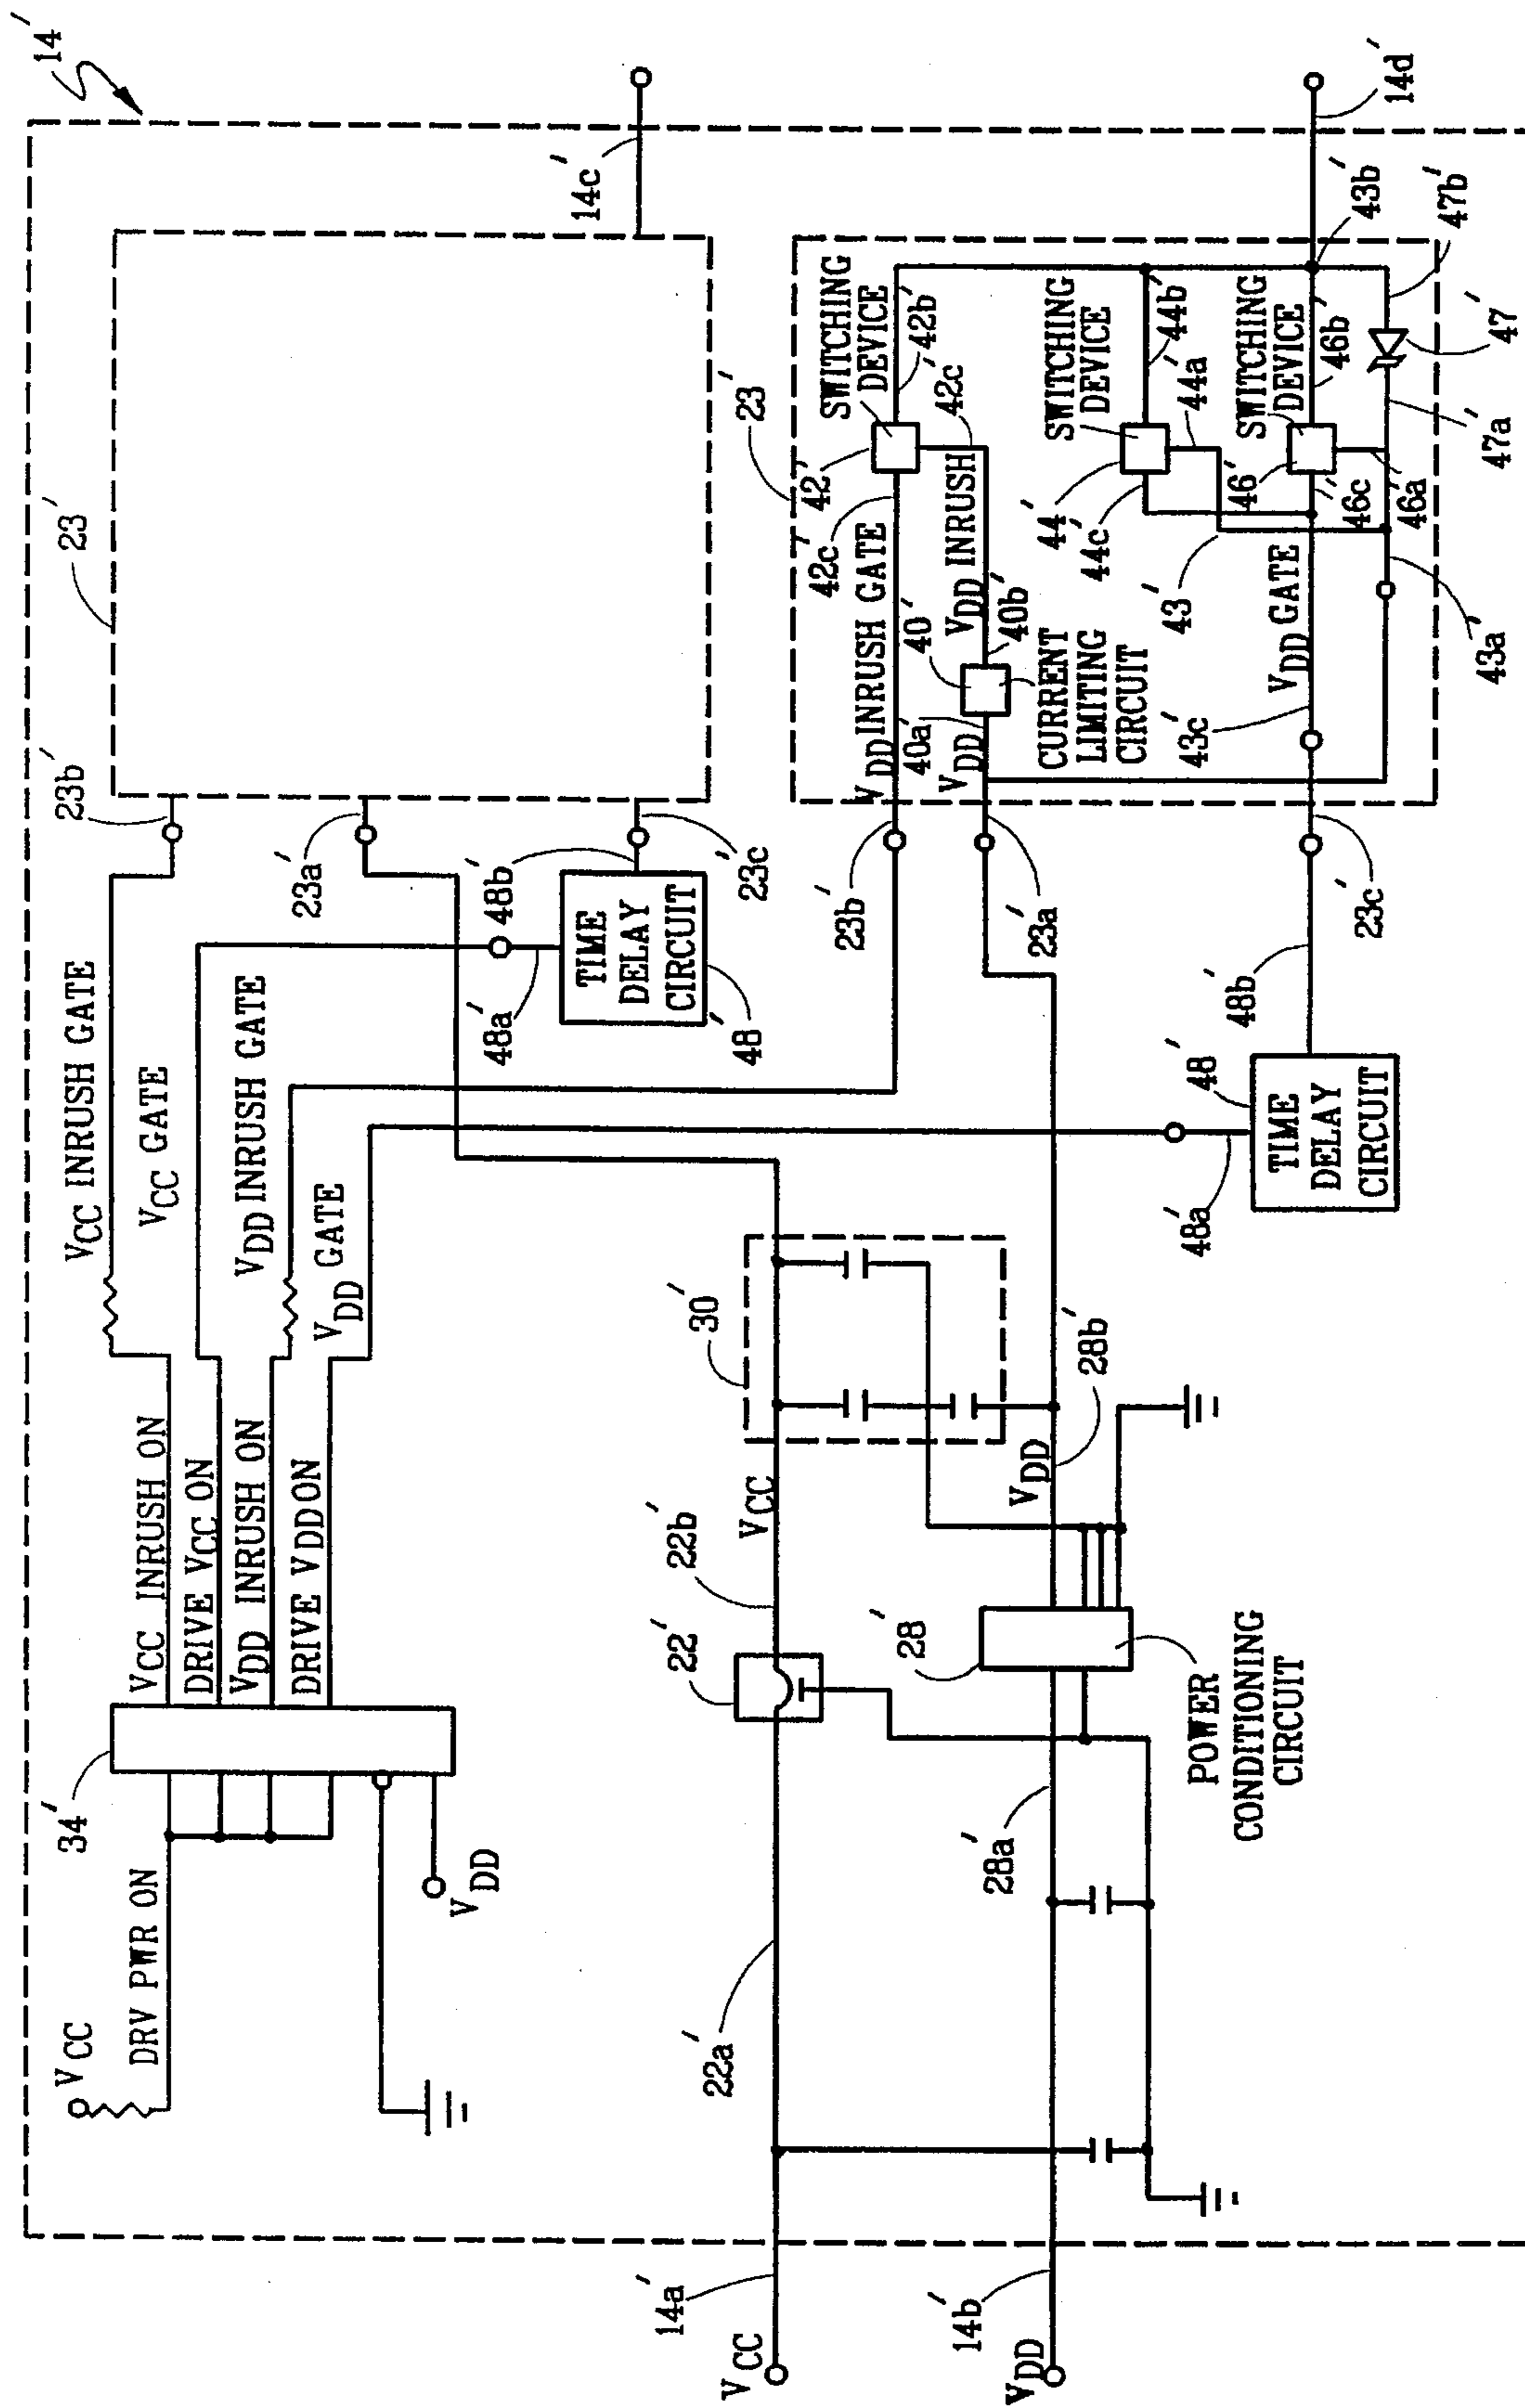 14'
V CC
DRV PWR ON
34'
VCC INRUSH ON
DRIVE VCC ON
VDD INRUSH ON
DRIVE VDD ON
V DD
VCC INRUSH GATE
VCC GATE
VDD INRUSH GATE
VDD GATE
23b'
23a'
23'
14c'
48a'
48b'
23c'
TIME
DELAY
CIRCUIT
48'
VCC
14a'
22a'
22'
22b'
VCC
30'
VDD
14b'
28a'
28'
VDD
28b'
POWER
CONDITIONING
CIRCUIT
23b'
23a'
23'
VDD INRUSH GATE
42c'
42'
SWITCHING
DEVICE
42b'
42c'
VDD
40a'
40'
VDD INRUSH
40b'
CURRENT
LIMITING
CIRCUIT
44'
44c'
SWITCHING
DEVICE
44b'
44a'
43'
46'
SWITCHING
DEVICE
46b'
46c'
46a'
VDD GATE
43c'
43a'
43b'
14d'
47a'
47'
47b'
48a'
48'
TIME
DELAY
CIRCUIT
48b'
23c'